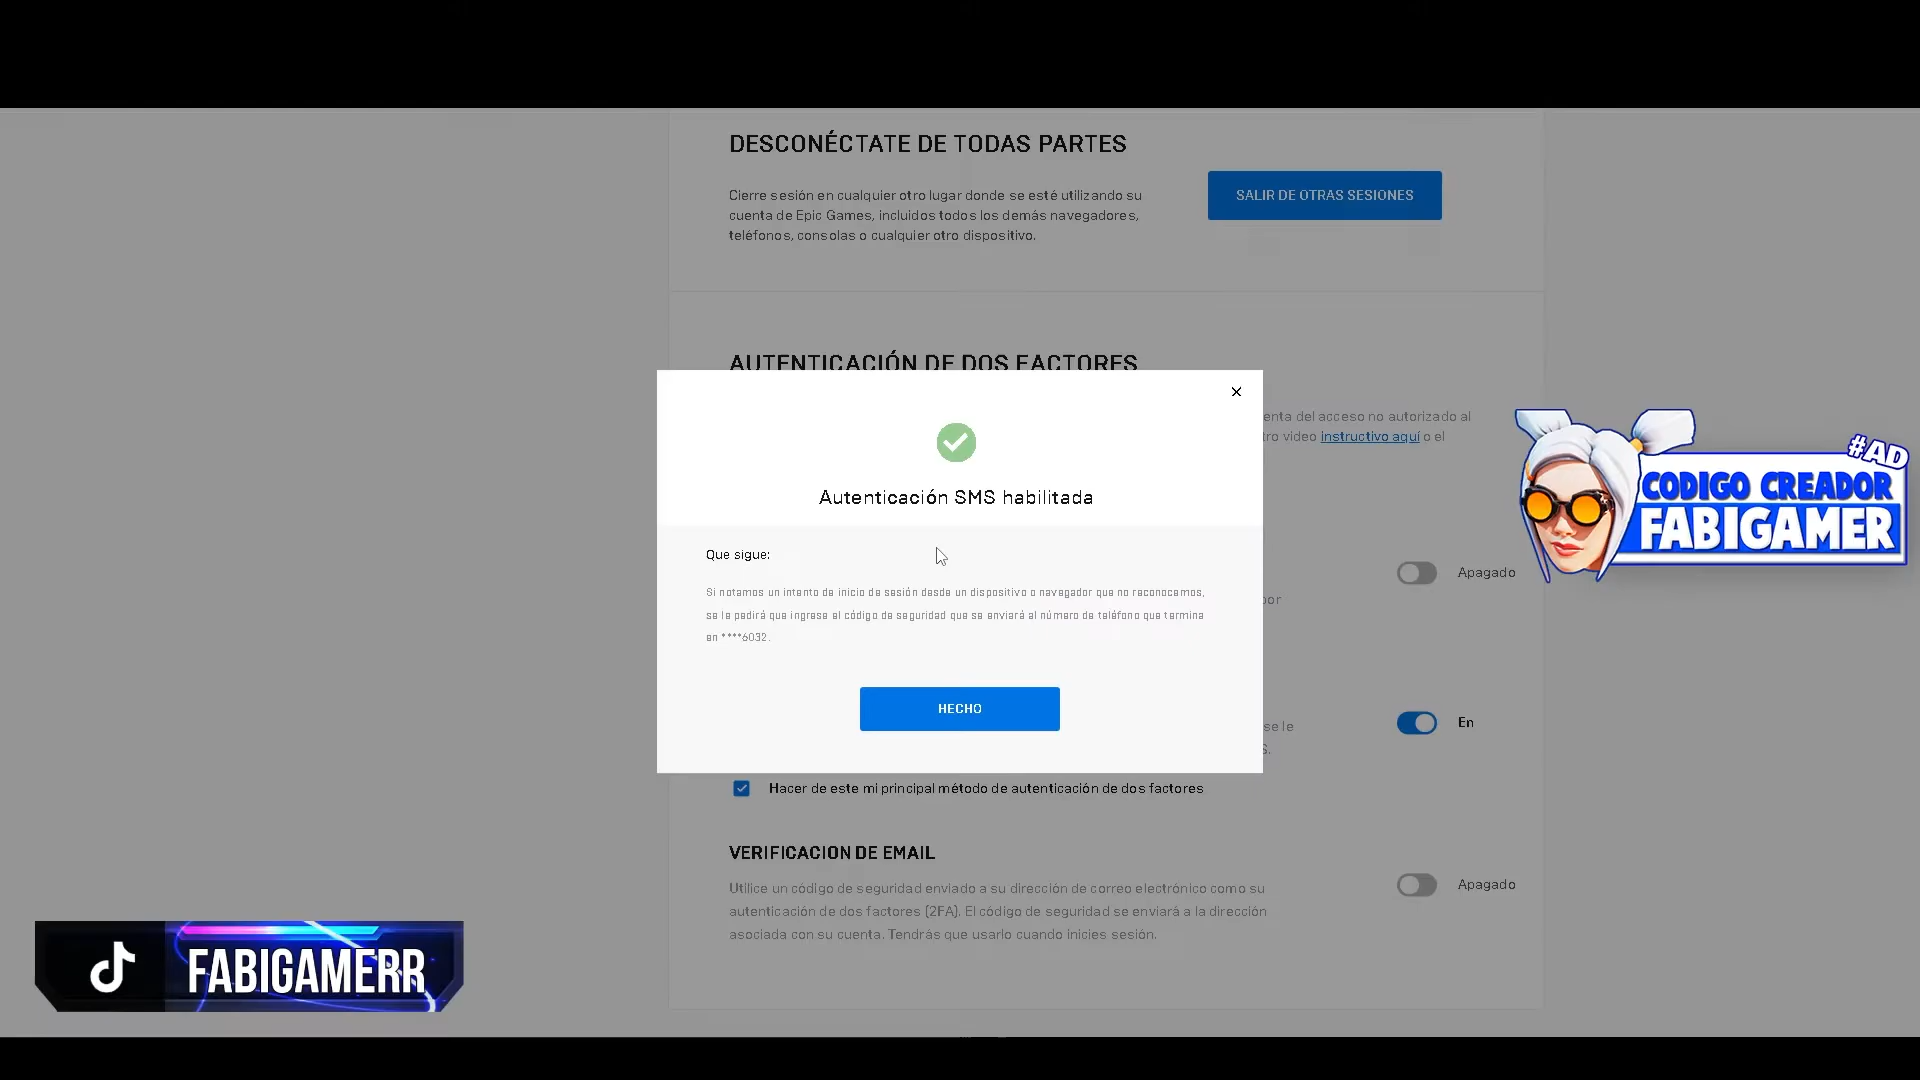 DESCONÉCTATE DE TODAS PARTES
Cierre sesión en cualquier otro lugar donde se esté utilizando su
cuenta de Epic Games, incluidos todos los demás navegadores,
teléfonos, consolas o cualquier otro dispositivo.
SALIR DE OTRAS SESIONES
AUTENTICACIÓN DE DOS FACTORES
enta del acceso no autorizado al
tro video instructivo aquí o el
Autenticación SMS habilitada
Que sigue:
Si notamos un intento de inicio de sesión desde un dispositivo o navegador que no reconocemos,
se le pedirá que ingrese el código de seguridad que se enviará al número de teléfono que termina
en ****6032.
HECHO
Apagado
por
se le
S.
En
Hacer de este mi principal método de autenticación de dos factores
VERIFICACION DE EMAIL
Utilice un código de seguridad enviado a su dirección de correo electrónico como su
autenticación de dos factores (2FA). El código de seguridad se enviará a la dirección
asociada con su cuenta. Tendrás que usarlo cuando inicies sesión.
Apagado
#AD
CODIGO CREADOR
FABIGAMER
FABIGAMERR